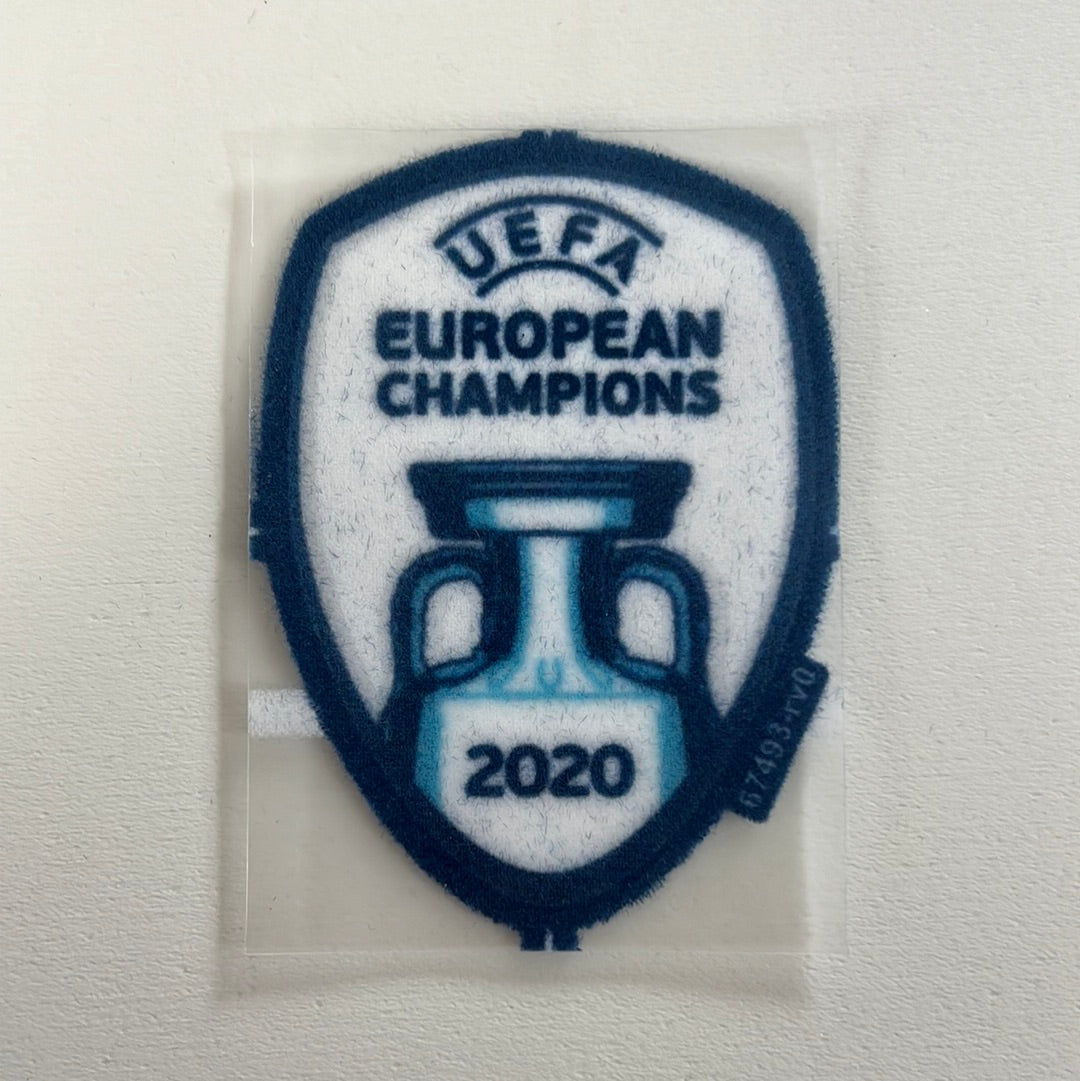 UEFA
EUROPEAN
CHAMPIONS
2020
67493-rv0